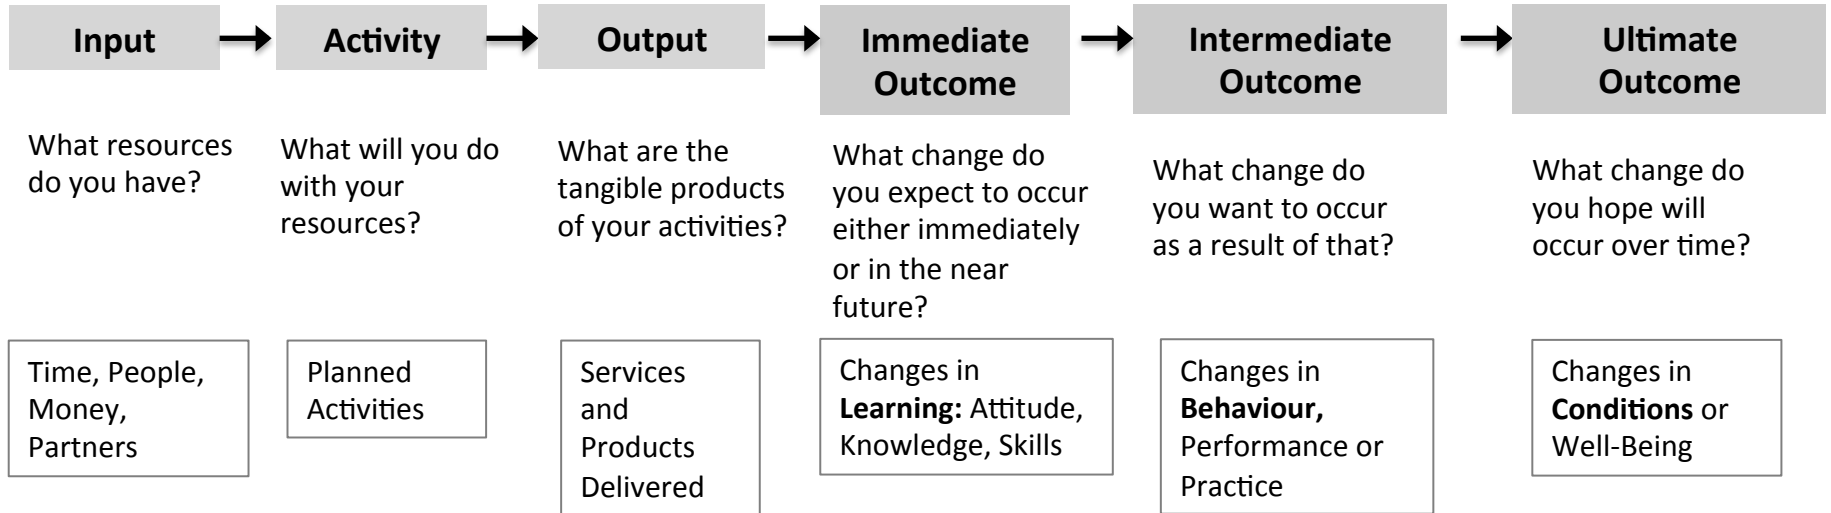 Input
Activity
Output
Immediate
Outcome
Intermediate
Outcome
Ultimate
Outcome
What resources
do you have?
What will you do
with your
resources?
What are the
tangible products
of your activities?
What change do
you expect to occur
either immediately
or in the near
future?
What change do
you want to occur
as a result of that?
What change do
you hope will
occur over time?
Time, People,
Money,
Partners
Planned
Activities
Services
and
Products
Delivered
Changes in
Learning: Attitude,
Knowledge, Skills
Changes in
Behaviour,
Performance or
Practice
Changes in
Conditions or
Well-Being